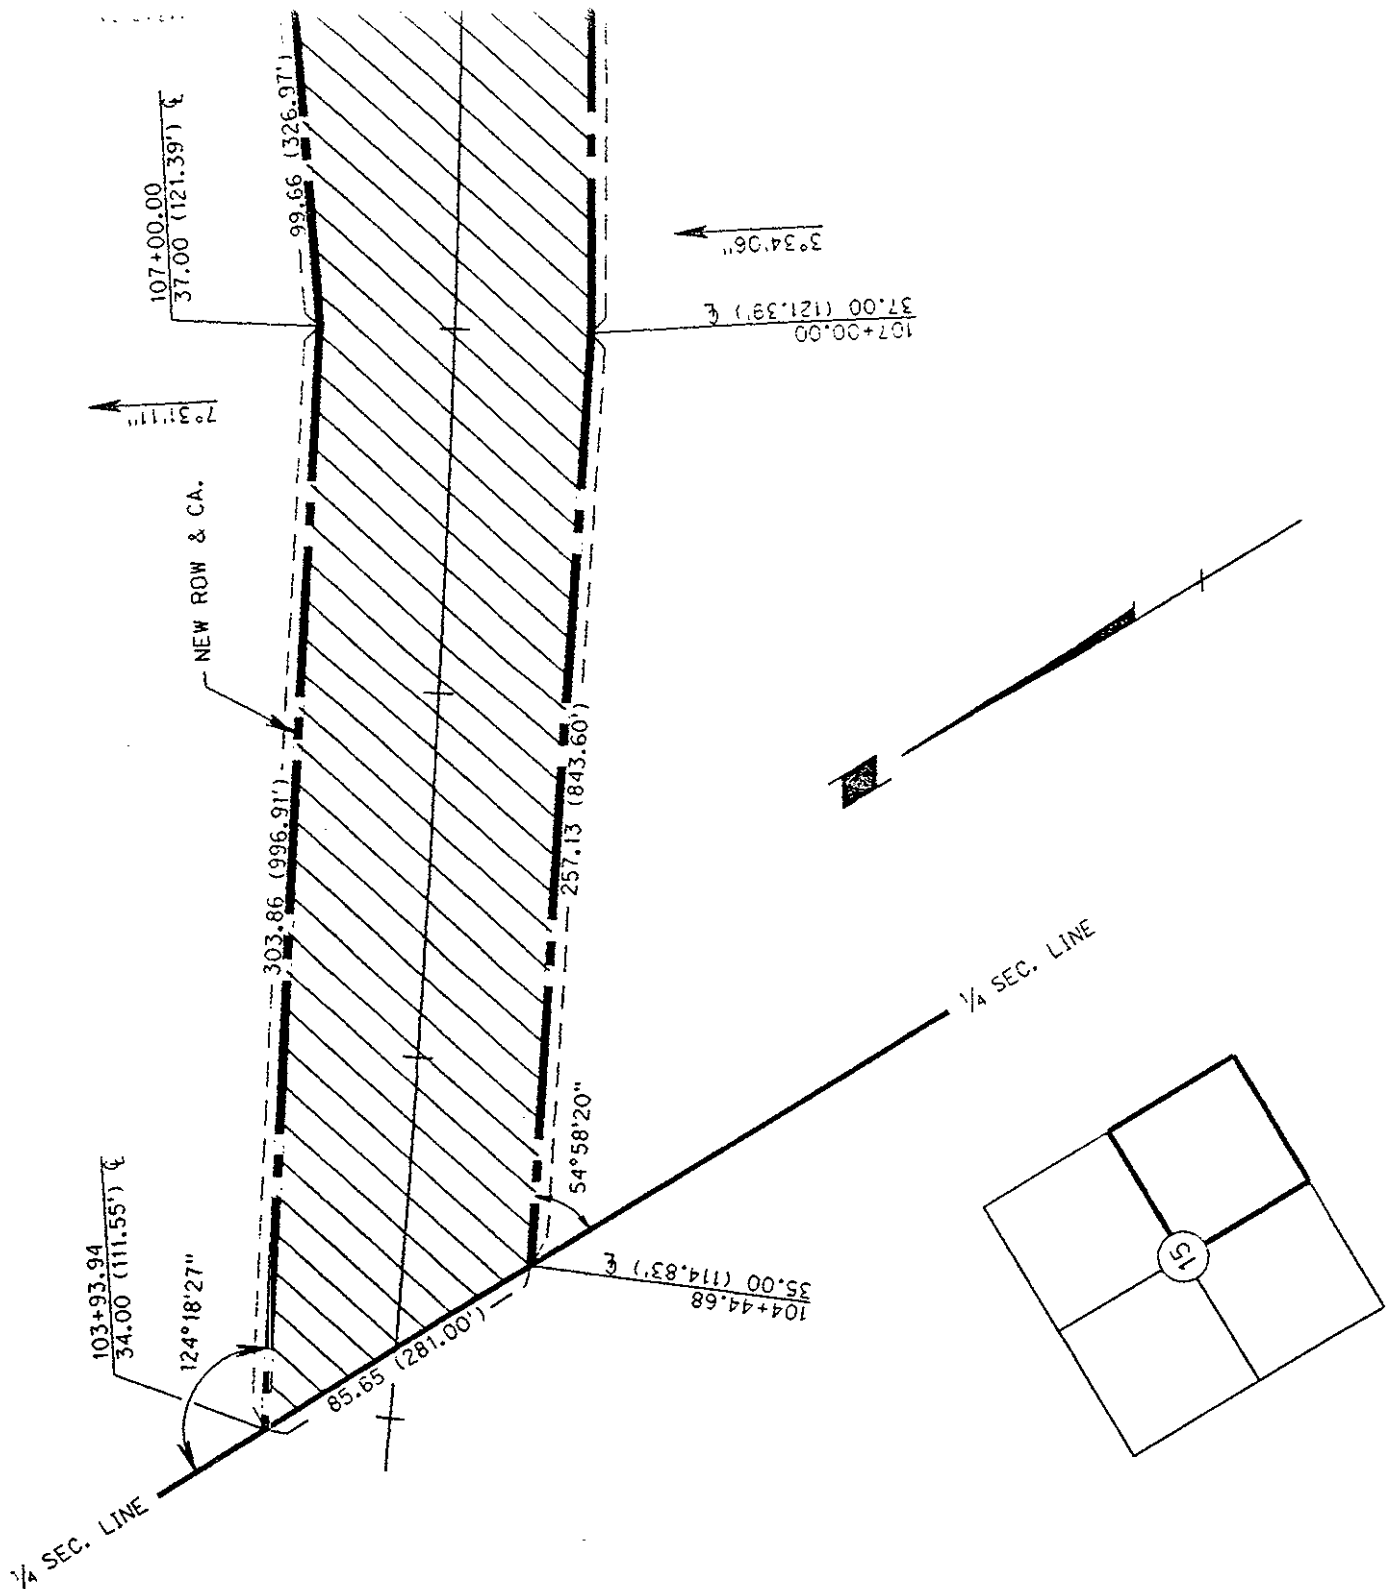 107+00.00
37.00 (121.39') ℄
99.66 (326.97')
3°34'06"
107+00.00
37.00 (121.39') ℄
7°31'11"
NEW ROW & CA.
303.86 (996.91')
257.13 (843.60')
1/4 SEC. LINE
54°58'20"
103+93.94
34.00 (111.55') ℄
124°18'27"
104+44.68
35.00 (114.83') ℄
85.65 (281.00')
15
1/4 SEC. LINE